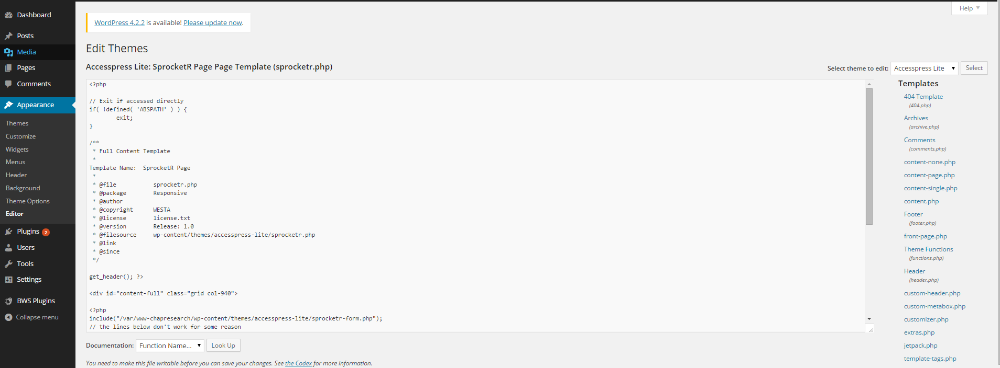 Dashboard
Posts
Media
Pages
Comments
Appearance
Themes
Customize
Widgets
Menus
Header
Background
Theme Options
Editor
Plugins 2
Users
Tools
Settings
BWS Plugins
Collapse menu
Help
WordPress 4.2.2 is available! Please update now.
Edit Themes
Accesspress Lite: SprocketR Page Page Template (sprocketr.php)
Select theme to edit: Accesspress Lite Select
<?php
// Exit if accessed directly
if( !defined( 'ABSPATH' ) ) {
exit;
}
/**
* Full Content Template
*
Template Name:  SprocketR Page
*
* @file sprocketr.php
* @package Responsive
* @author
* @copyright WESTA
* @license license.txt
* @version Release: 1.0
* @filesource wp-content/themes/accesspress-lite/sprocketr.php
* @link
* @since
*/
get_header(); ?>
<div id="content-full" class="grid col-940">
<?php
include("/var/www-chapresearch/wp-content/themes/accesspress-lite/sprocketr-form.php");
// the lines below don't work for some reason
Documentation: Function Name... Look Up
You need to make this file writable before you can save your changes. See the Codex for more information.
Templates
404 Template
(404.php)
Archives
(archive.php)
Comments
(comments.php)
content-none.php
content-page.php
content-single.php
content.php
Footer
(footer.php)
front-page.php
Theme Functions
(functions.php)
Header
(header.php)
custom-header.php
custom-metabox.php
customizer.php
extras.php
jetpack.php
template-tags.php